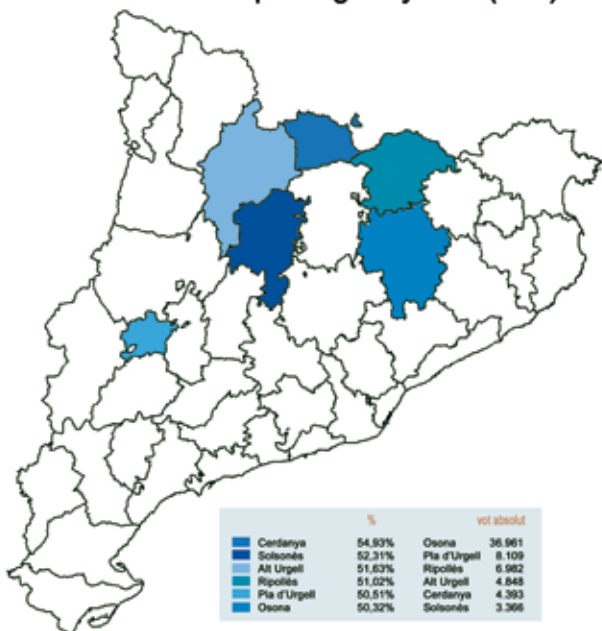 % vot absolut
Cerdanya 54,93% Osona 36.961
Solsonès 52,31% Pla d'Urgell 8.109
Alt Urgell 51,63% Ripollès 6.982
Ripollès 51,02% Alt Urgell 4.848
Pla d'Urgell 50,51% Cerdanya 4.393
Osona 50,32% Solsonès 3.366